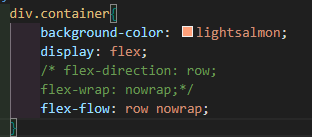 div.container{
background-color: lightsalmon;
display: flex;
/* flex-direction: row;
flex-wrap: nowrap;*/
flex-flow: row nowrap;
}